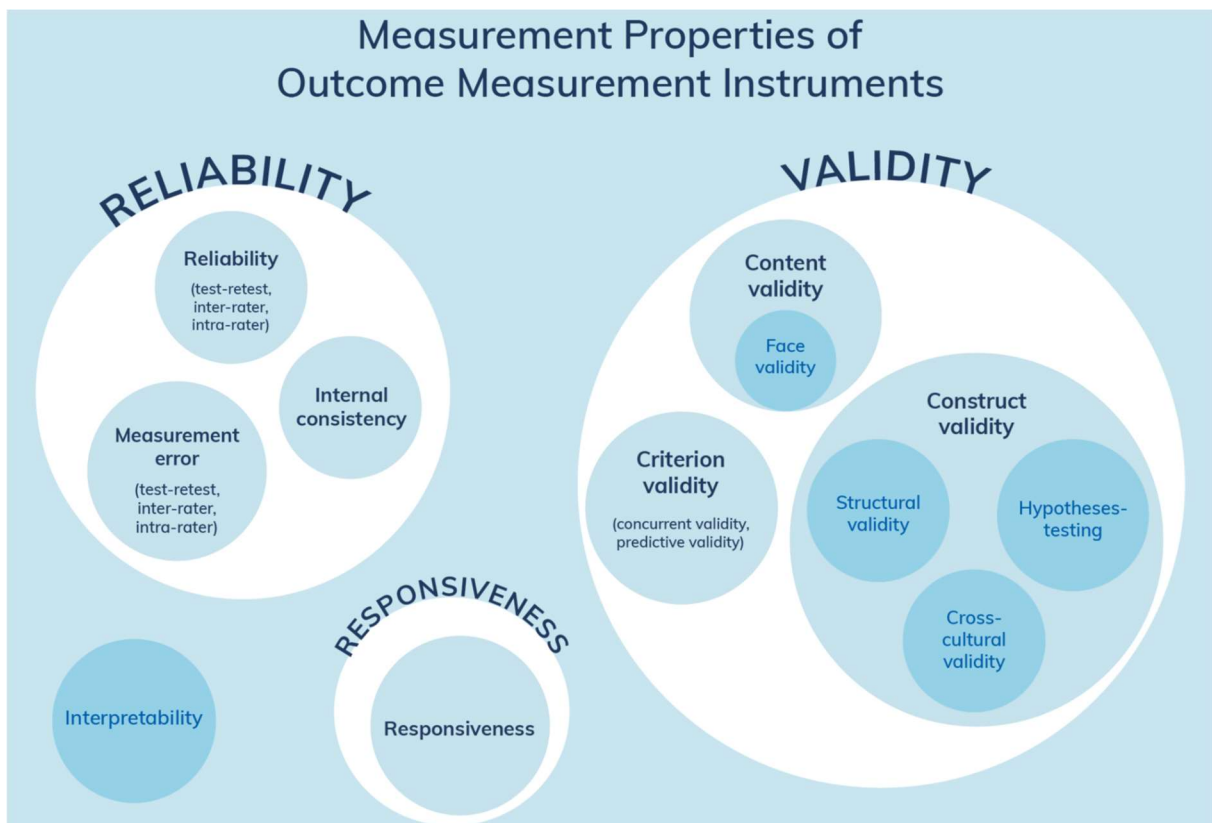 Measurement Properties of
Outcome Measurement Instruments
RELIABILITY
Reliability
(test-retest,
inter-rater,
intra-rater)
Internal
consistency
Measurement
error
(test-retest,
inter-rater,
intra-rater)
VALIDITY
Content
validity
Face
validity
Criterion
validity
(concurrent validity,
predictive validity)
Construct
validity
Structural
validity
Hypotheses-
testing
Cross-
cultural
validity
RESPONSIVENESS
Responsiveness
Interpretability